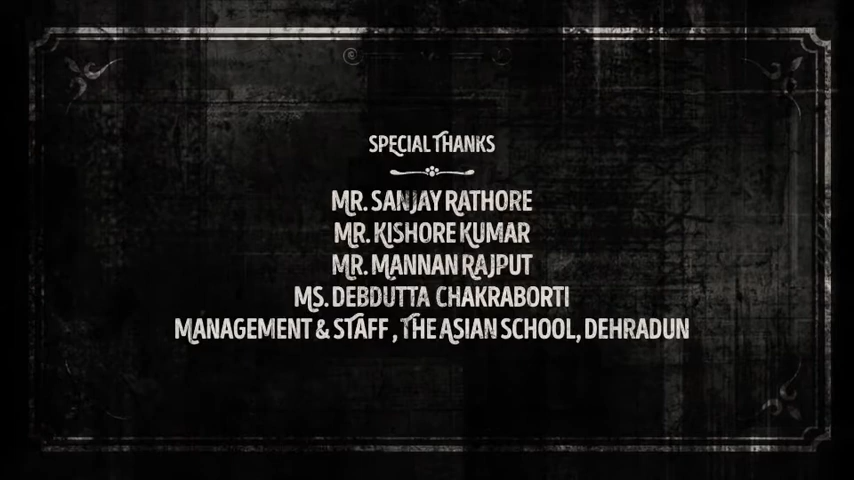 SPECIAL THANKS
MR. SANJAY RATHORE
MR. KISHORE KUMAR
MR. MANNAN RAJPUT
MS. DEBDUTTA CHAKRABORTI
MANAGEMENT & STAFF , THE ASIAN SCHOOL, DEHRADUN